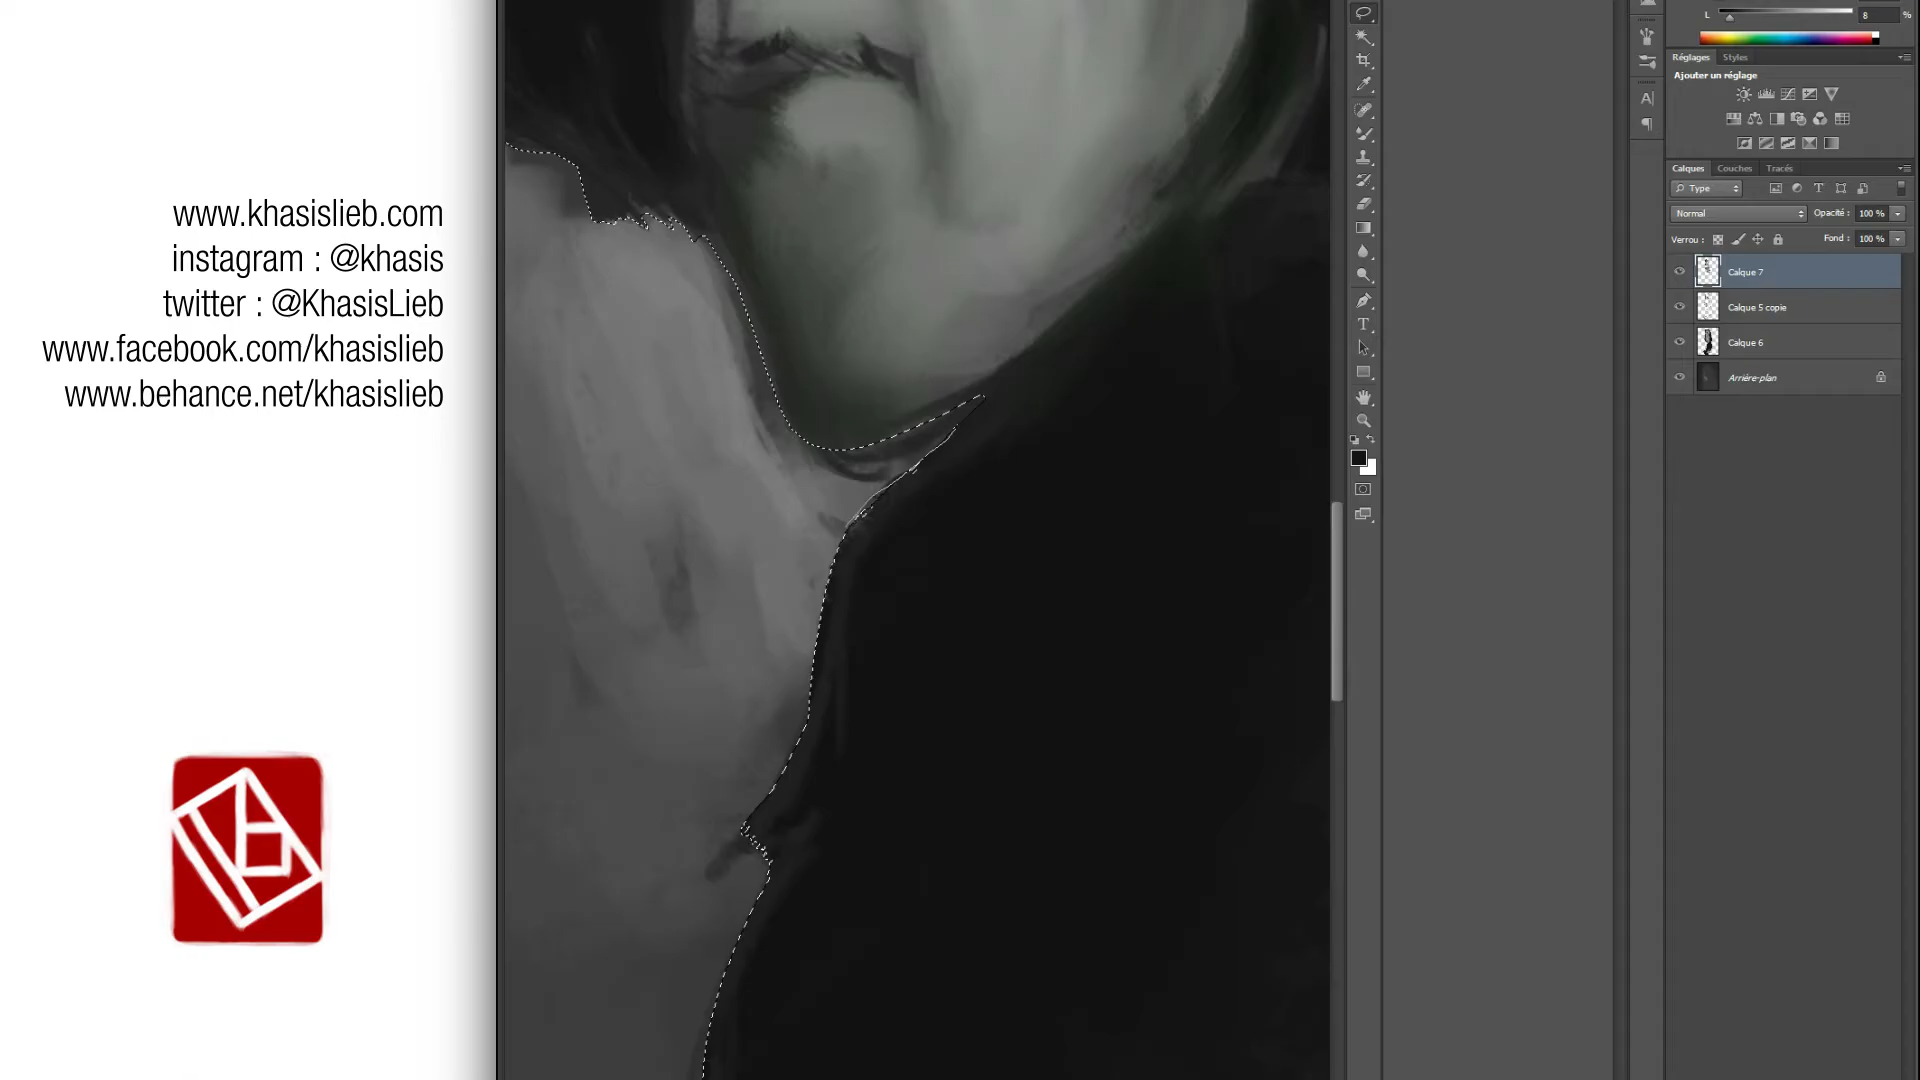 www.khasislieb.com
instagram : @khasis
twitter : @KhasisLieb
www.facebook.com/khasislieb
www.behance.net/khasislieb
L 8 %
Réglages Styles
Ajouter un réglage
Calques Couches Tracés
Type
Normal Opacité : 100 %
Verrou : Fond : 100 %
Calque 7
Calque 5 copie
Calque 6
Arrière-plan